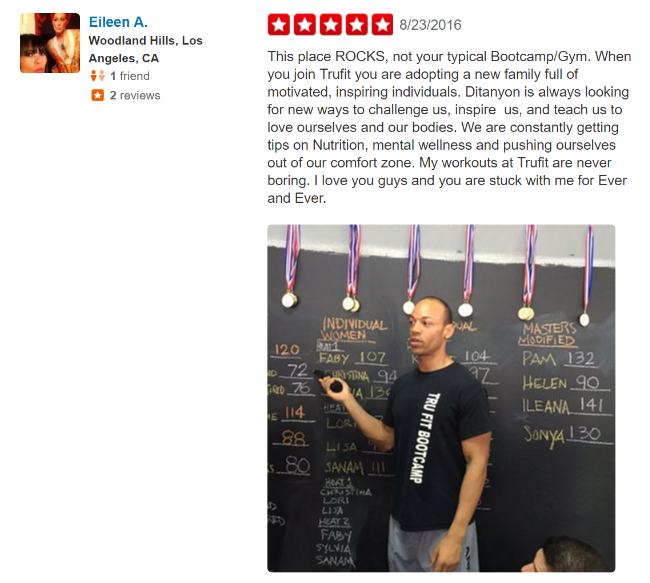 Eileen A.
Woodland Hills, Los
Angeles, CA
1 friend
2 reviews
8/23/2016
This place ROCKS, not your typical Bootcamp/Gym. When
you join Trufit you are adopting a new family full of
motivated, inspiring individuals. Ditanyon is always looking
for new ways to challenge us, inspire  us, and teach us to
love ourselves and our bodies. We are constantly getting
tips on Nutrition, mental wellness and pushing ourselves
out of our comfort zone. My workouts at Trufit are never
boring. I love you guys and you are stuck with me for Ever
and Ever.
120
72
76
114
88
80
INDIVIDUAL
WOMEN
HEAT 1
FABY 107
CHRISTINA 94
HEAT
LORI
LISA
SANAM 111
HEAT 1
CHRISTINA
LORI
LISA
HEAT 2
FABY
SYLVIA
SANAM
104
97
MASTERS
MODIFIED
PAM 132
HELEN 90
ILEANA 141
SONYA 130
TRU FIT BOOTCAMP